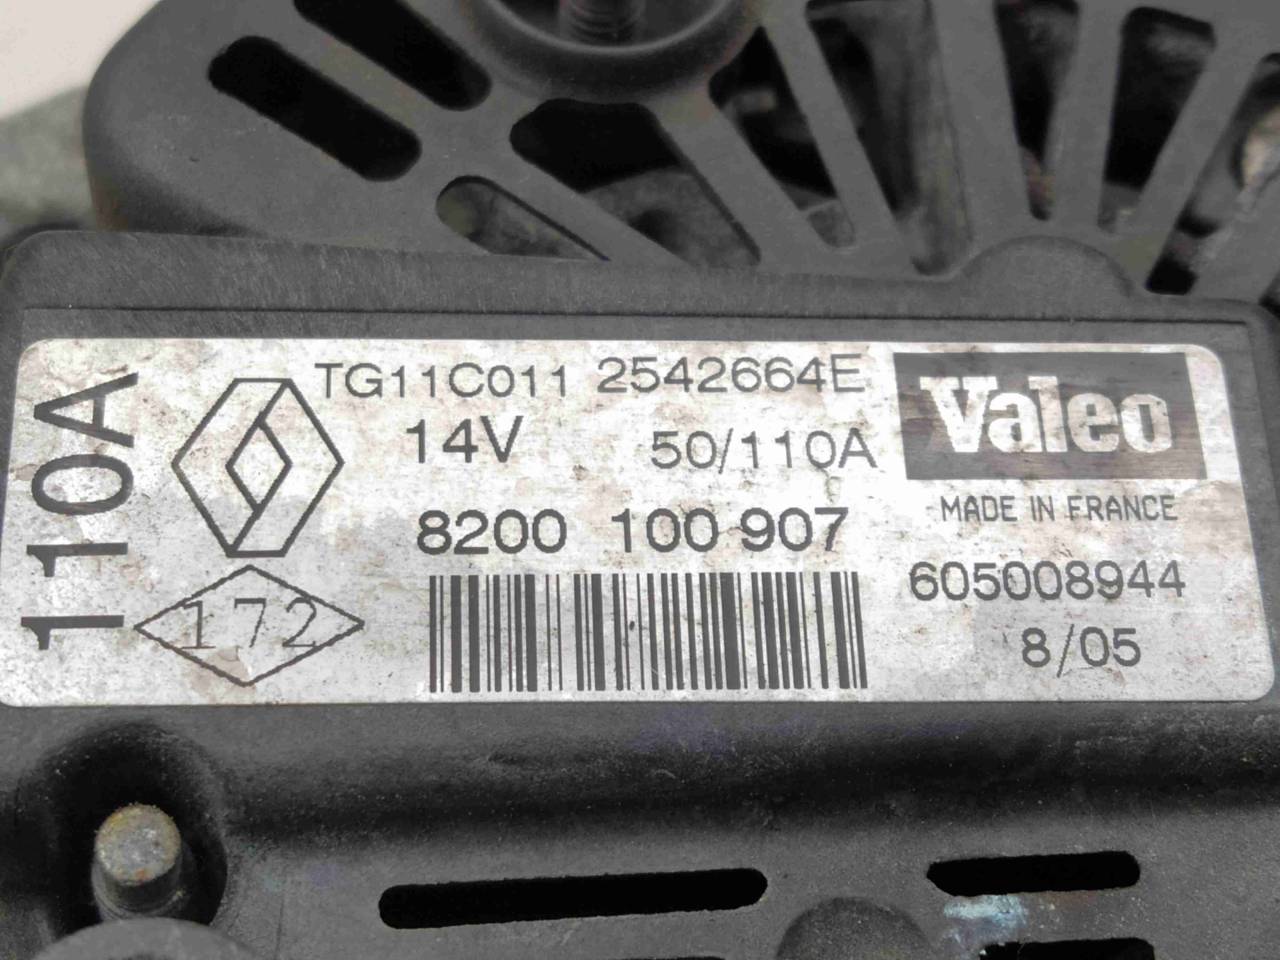 110A
TG11C011 2542664E
14V 50/110A
8200 100 907
172
Valeo
MADE IN FRANCE
605008944
8/05